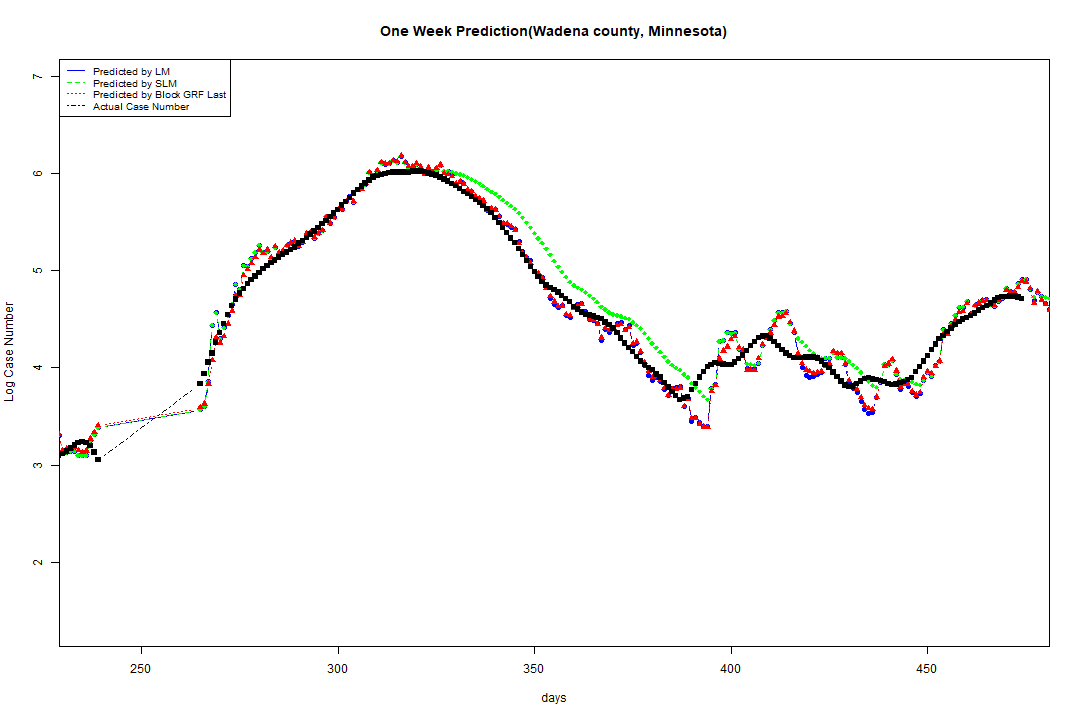 One Week Prediction(Wadena county, Minnesota)
Predicted by LM
Predicted by SLM
Predicted by Block GRF Last
Actual Case Number
Log Case Number
7
6
5
4
3
2
250 300 350 400 450
days